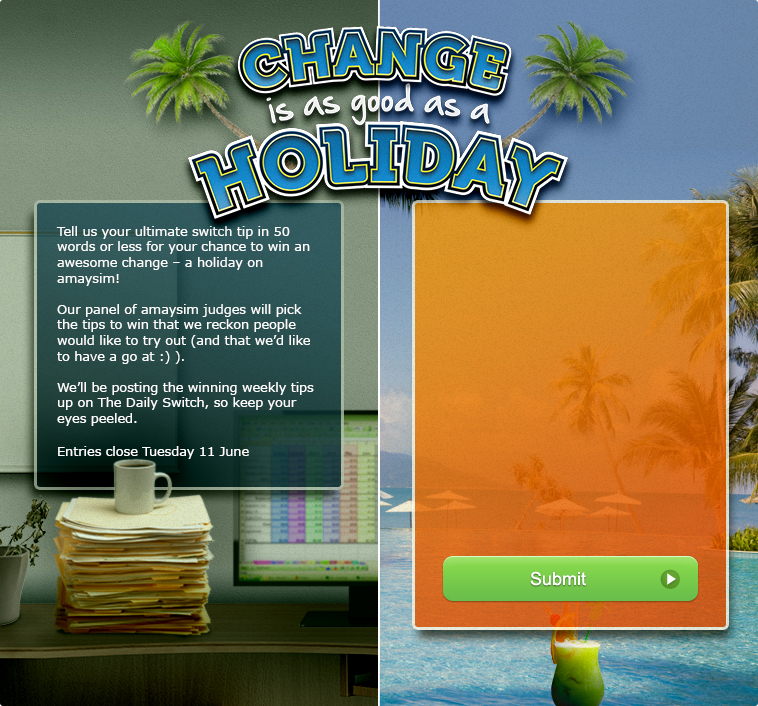 CHANGE
is as good as a
HOLIDAY
Tell us your ultimate switch tip in 50
words or less for your chance to win an
awesome change – a holiday on
amaysim!
Our panel of amaysim judges will pick
the tips to win that we reckon people
would like to try out (and that we’d like
to have a go at :) ).
We’ll be posting the winning weekly tips
up on The Daily Switch, so keep your
eyes peeled.
Entries close Tuesday 11 June
Submit